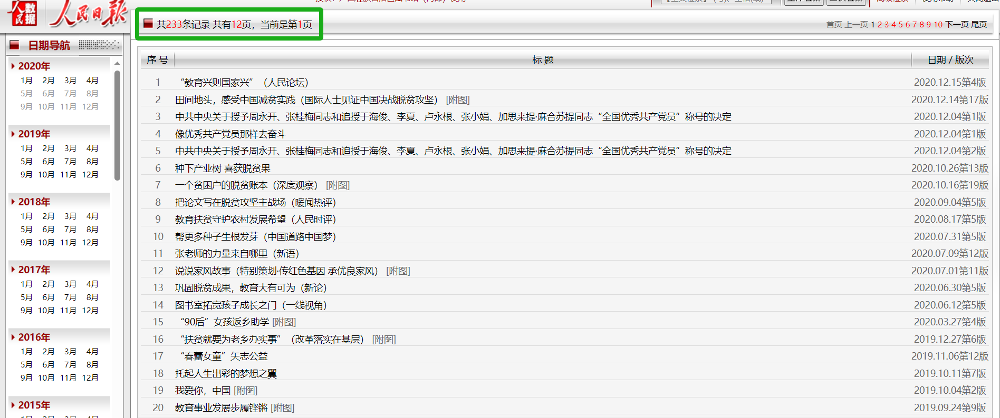 人民数据
人民日报
共233条记录 共有12页，当前是第1页
首页 上一页 1 2 3 4 5 6 7 8 9 10 下一页 尾页
日期导航
2020年
1月 2月 3月 4月
5月 6月 7月 8月
9月 10月 11月 12月
2019年
1月 2月 3月 4月
5月 6月 7月 8月
9月 10月 11月 12月
2018年
1月 2月 3月 4月
5月 6月 7月 8月
9月 10月 11月 12月
2017年
1月 2月 3月 4月
5月 6月 7月 8月
9月 10月 11月 12月
2016年
1月 2月 3月 4月
5月 6月 7月 8月
9月 10月 11月 12月
2015年
序 号 标 题 日期 / 版次
1 “教育兴则国家兴”（人民论坛） 2020.12.15第4版
2 田间地头，感受中国减贫实践（国际人士见证中国决战脱贫攻坚） [附图] 2020.12.14第17版
3 中共中央关于授予周永开、张桂梅同志和追授于海俊、李夏、卢永根、张小娟、加思来提·麻合苏提同志“全国优秀共产党员”称号的决定 2020.12.04第1版
4 像优秀共产党员那样去奋斗 2020.12.04第1版
5 中共中央关于授予周永开、张桂梅同志和追授于海俊、李夏、卢永根、张小娟、加思来提·麻合苏提同志“全国优秀共产党员”称号的决定 2020.12.04第2版
6 种下产业树 喜获脱贫果 2020.10.26第13版
7 一个贫困户的脱贫账本（深度观察） [附图] 2020.10.16第19版
8 把论文写在脱贫攻坚主战场（暖闻热评） 2020.09.04第5版
9 教育扶贫守护农村发展希望（人民时评） 2020.08.17第5版
10 帮更多种子生根发芽（中国道路中国梦） 2020.07.31第5版
11 张老师的力量来自哪里（新语） 2020.07.09第12版
12 说说家风故事（特别策划·传红色基因 承优良家风） [附图] 2020.07.01第11版
13 巩固脱贫成果，教育大有可为（新论） 2020.06.30第5版
14 图书室拓宽孩子成长之门（一线视角） 2020.06.12第5版
15 “90后”女孩返乡助学 [附图] 2020.03.27第4版
16 “扶贫就要为老乡办实事”（改革落实在基层） [附图] 2019.12.27第6版
17 “春蕾女童”矢志公益 2019.11.06第12版
18 托起人生出彩的梦想之翼 2019.10.11第7版
19 我爱你，中国 [附图] 2019.10.04第2版
20 教育事业发展步履铿锵 [附图] 2019.09.24第9版